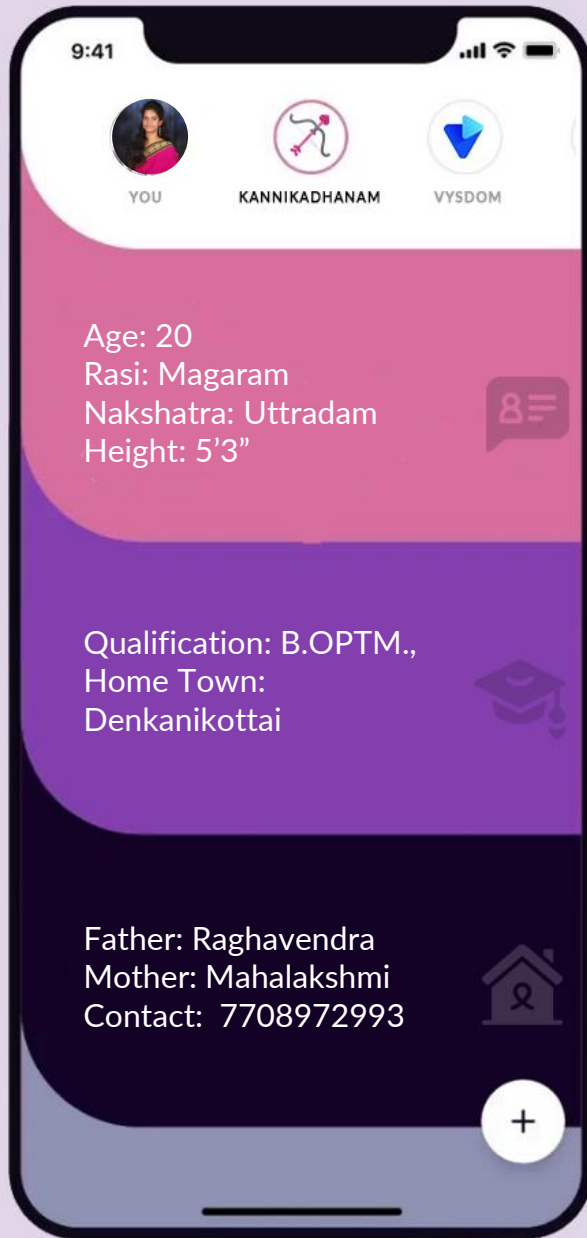 9:41
YOU
KANNIKADHANAM
VYSDOM
Age: 20
Rasi: Magaram
Nakshatra: Uttradam
Height: 5’3”
Qualification: B.OPTM.,
Home Town:
Denkanikottai
Father: Raghavendra
Mother: Mahalakshmi
Contact:  7708972993
+